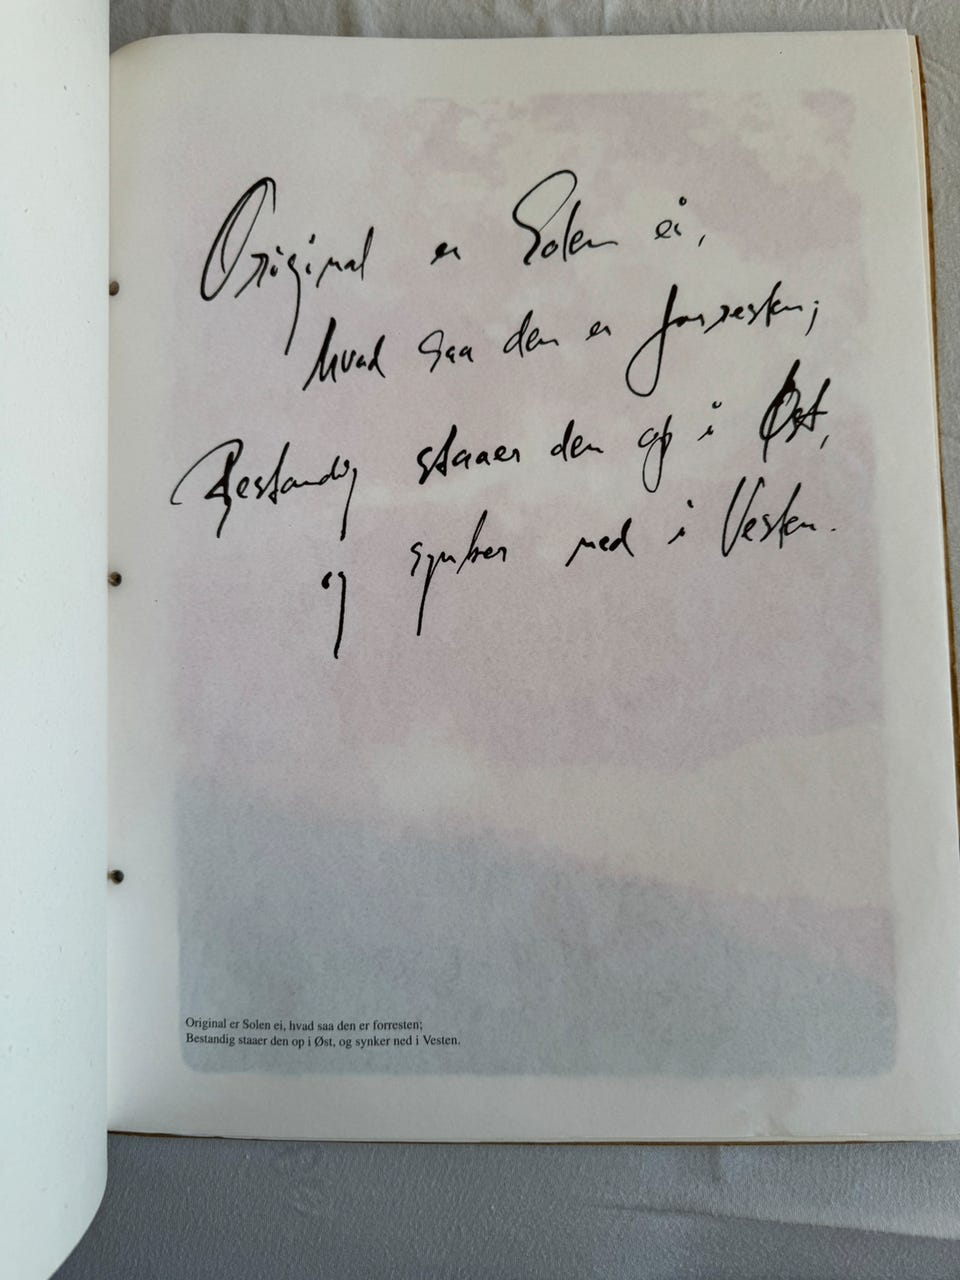 Original er Solen ei,
hvad saa den er forresten;
Bestandig staaer den op i Øst,
og synker ned i Vesten.
Original er Solen ei, hvad saa den er forresten;
Bestandig staaer den op i Øst, og synker ned i Vesten.